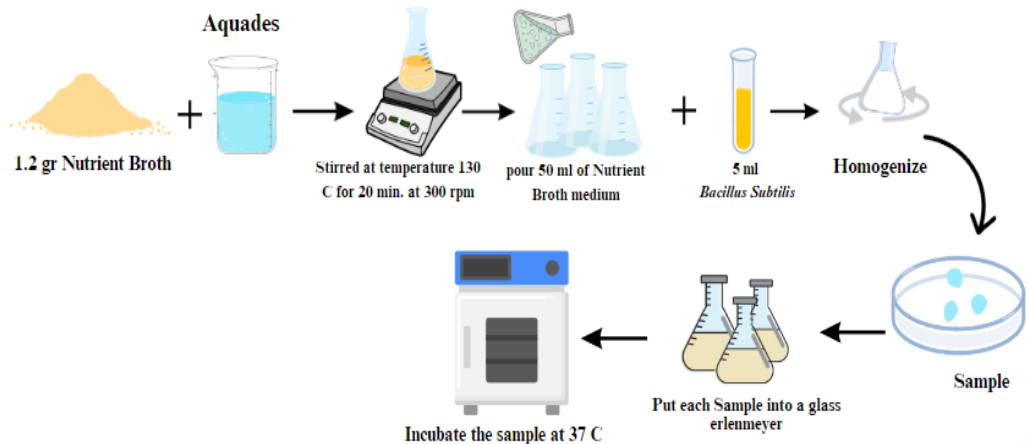 Aquades
1.2 gr Nutrient Broth
+
Stirred at temperature 130
C for 20 min. at 300 rpm
pour 50 ml of Nutrient
Broth medium
+
5 ml
Bacillus Subtilis
Homogenize
Sample
Put each Sample into a glass
erlenmeyer
Incubate the sample at 37 C